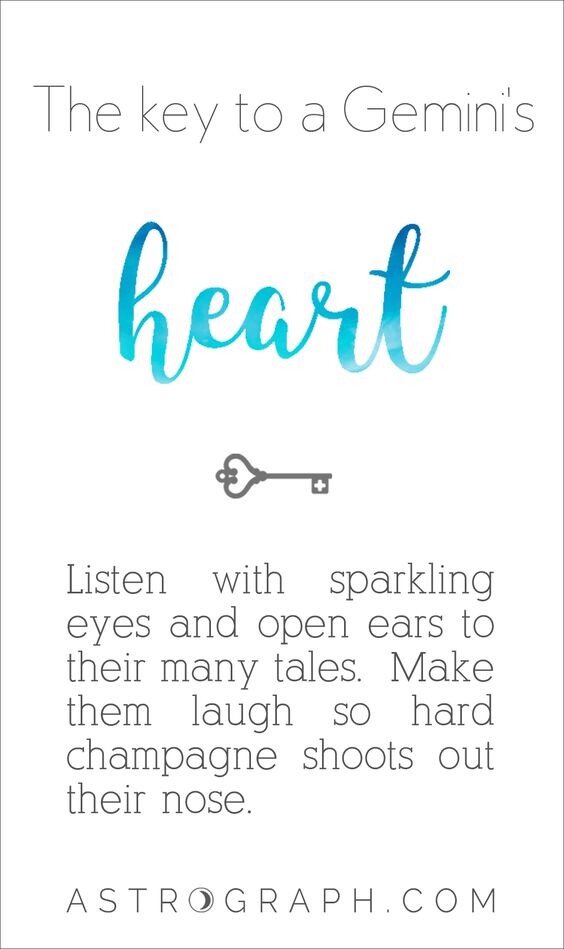 The key to a Gemini's
heart
Listen with sparkling
eyes and open ears to
their many tales. Make
them laugh so hard
champagne shoots out
their nose.
ASTROGRAPH.COM